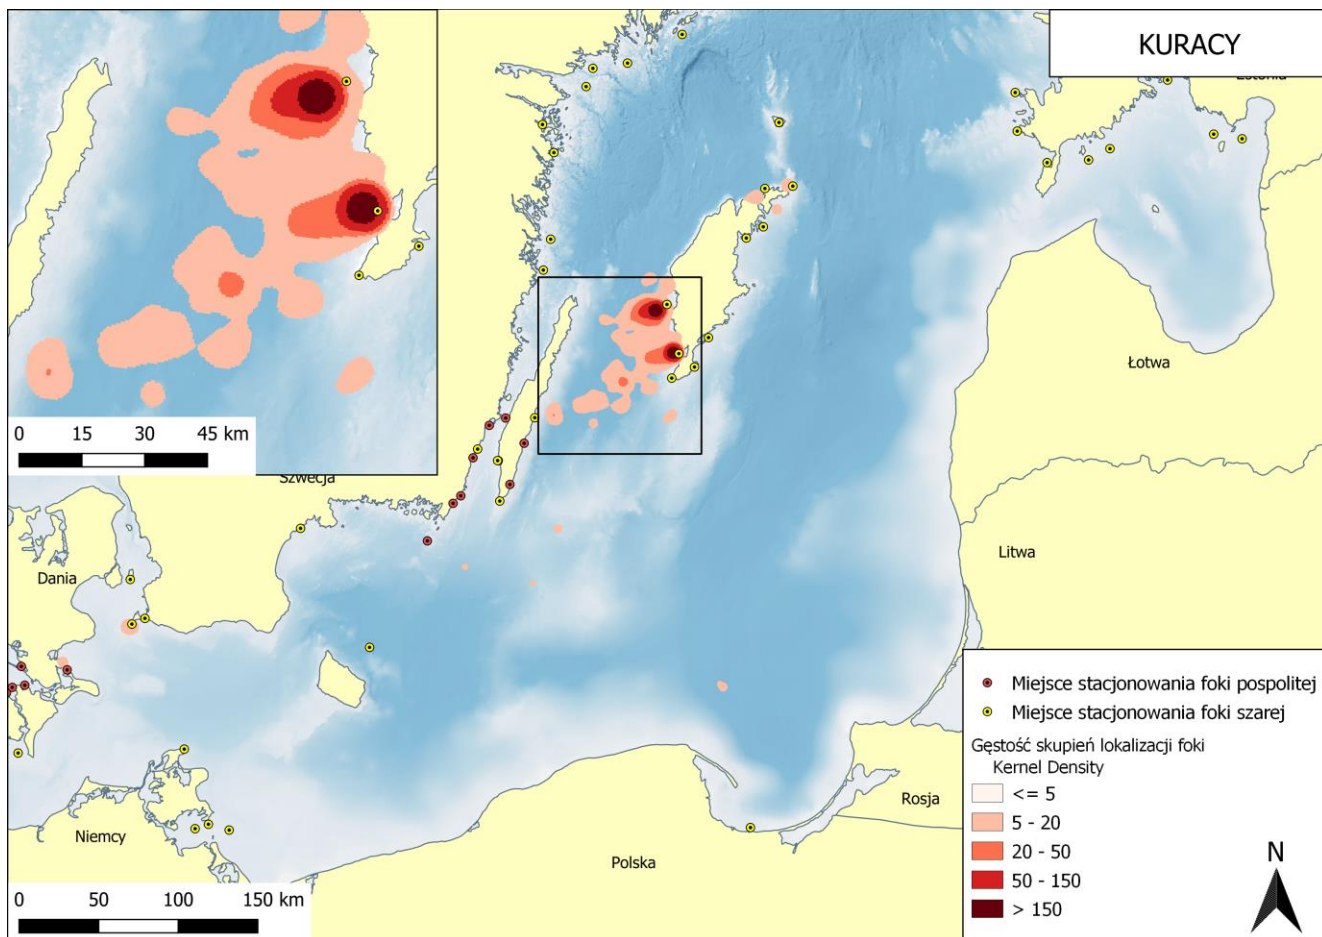 KURACY
Estonia
0 15 30 45 km
Szwecja
Łotwa
Litwa
Dania
Miejsce stacjonowania foki pospolitej
Miejsce stacjonowania foki szarej
Gęstość skupień lokalizacji foki
Kernel Density
<= 5
5 - 20
20 - 50
50 - 150
> 150
Rosja
Niemcy
Polska
N
0 50 100 150 km